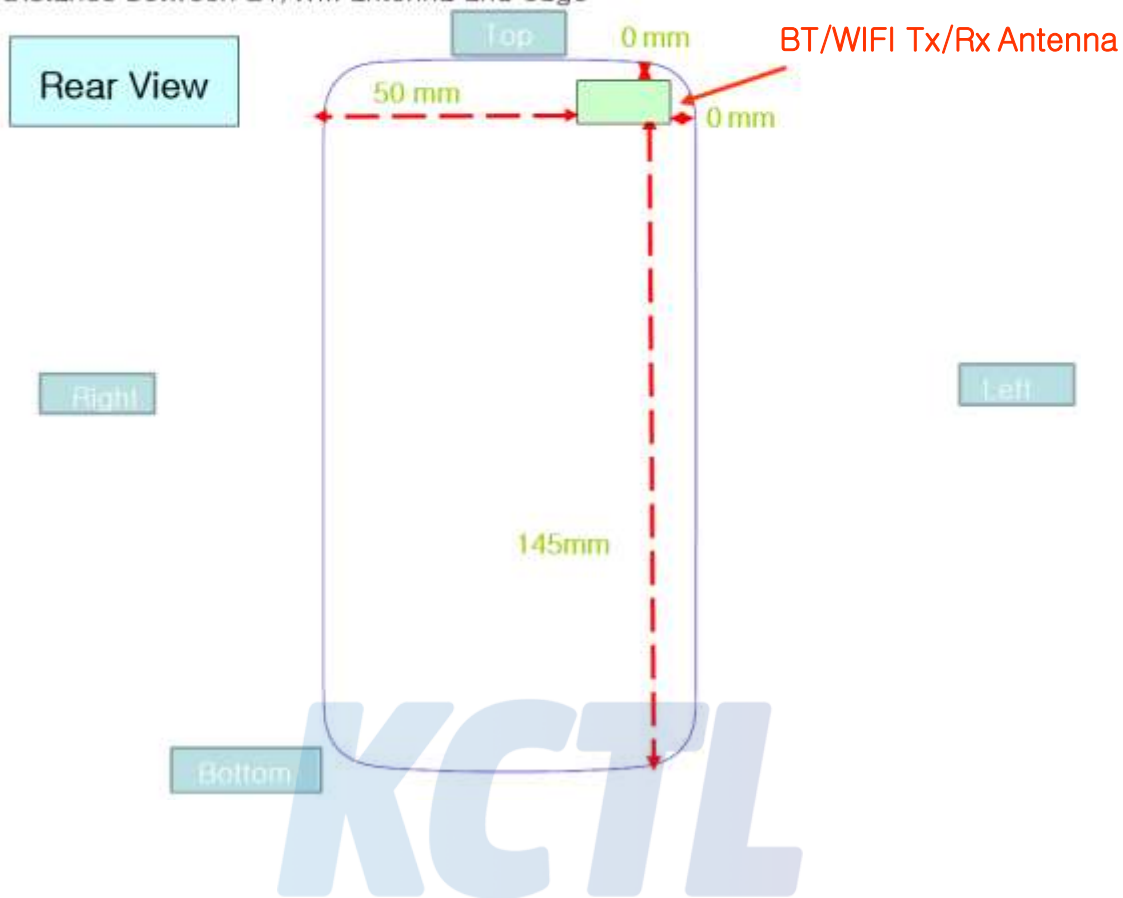 Top
0 mm
BT/WIFI Tx/Rx Antenna
Rear View
50 mm
0 mm
Right
Left
145mm
Bottom
KCTL